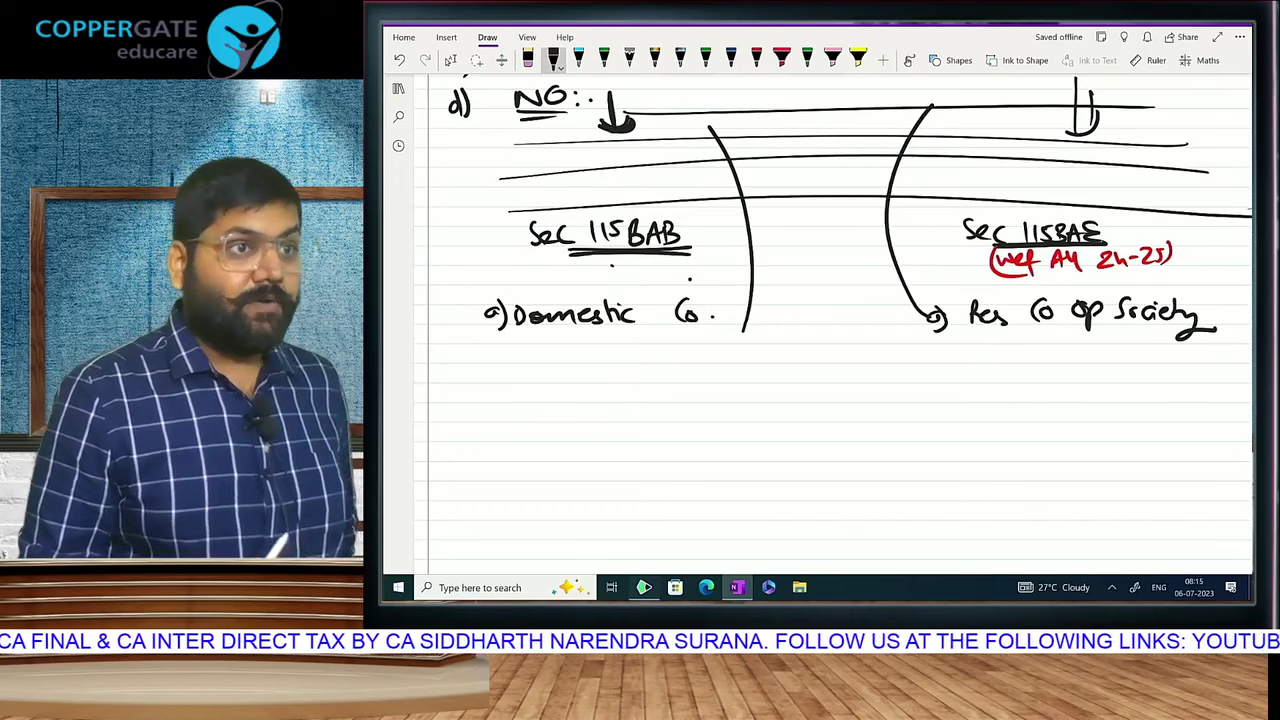 COPPERGATE
educare
Home Insert Draw View Help
Saved offline
Share
Shapes
Ink to Shape
Ink to Text
Ruler
Maths
d) NO:-
Sec 115BAB
Sec 115BAE
(wef AY 24-25)
a) Domestic Co.
a) Res Co Op Society
Type here to search
27°C Cloudy
ENG
08:15
06-07-2023
CA FINAL & CA INTER DIRECT TAX BY CA SIDDHARTH NARENDRA SURANA. FOLLOW US AT THE FOLLOWING LINKS: YOUTUB